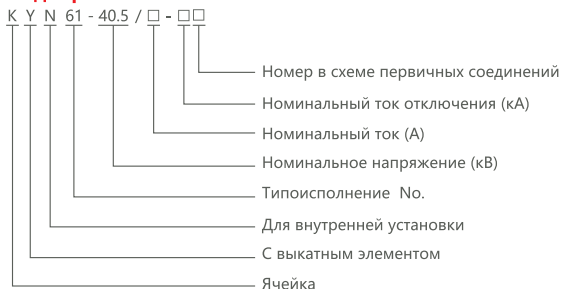 K Y N 61 - 40.5 / □ - □□
Номер в схеме первичных соединений
Номинальный ток отключения (кА)
Номинальный ток (А)
Номинальное напряжение (кВ)
Типоисполнение No.
Для внутренней установки
С выкатным элементом
Ячейка